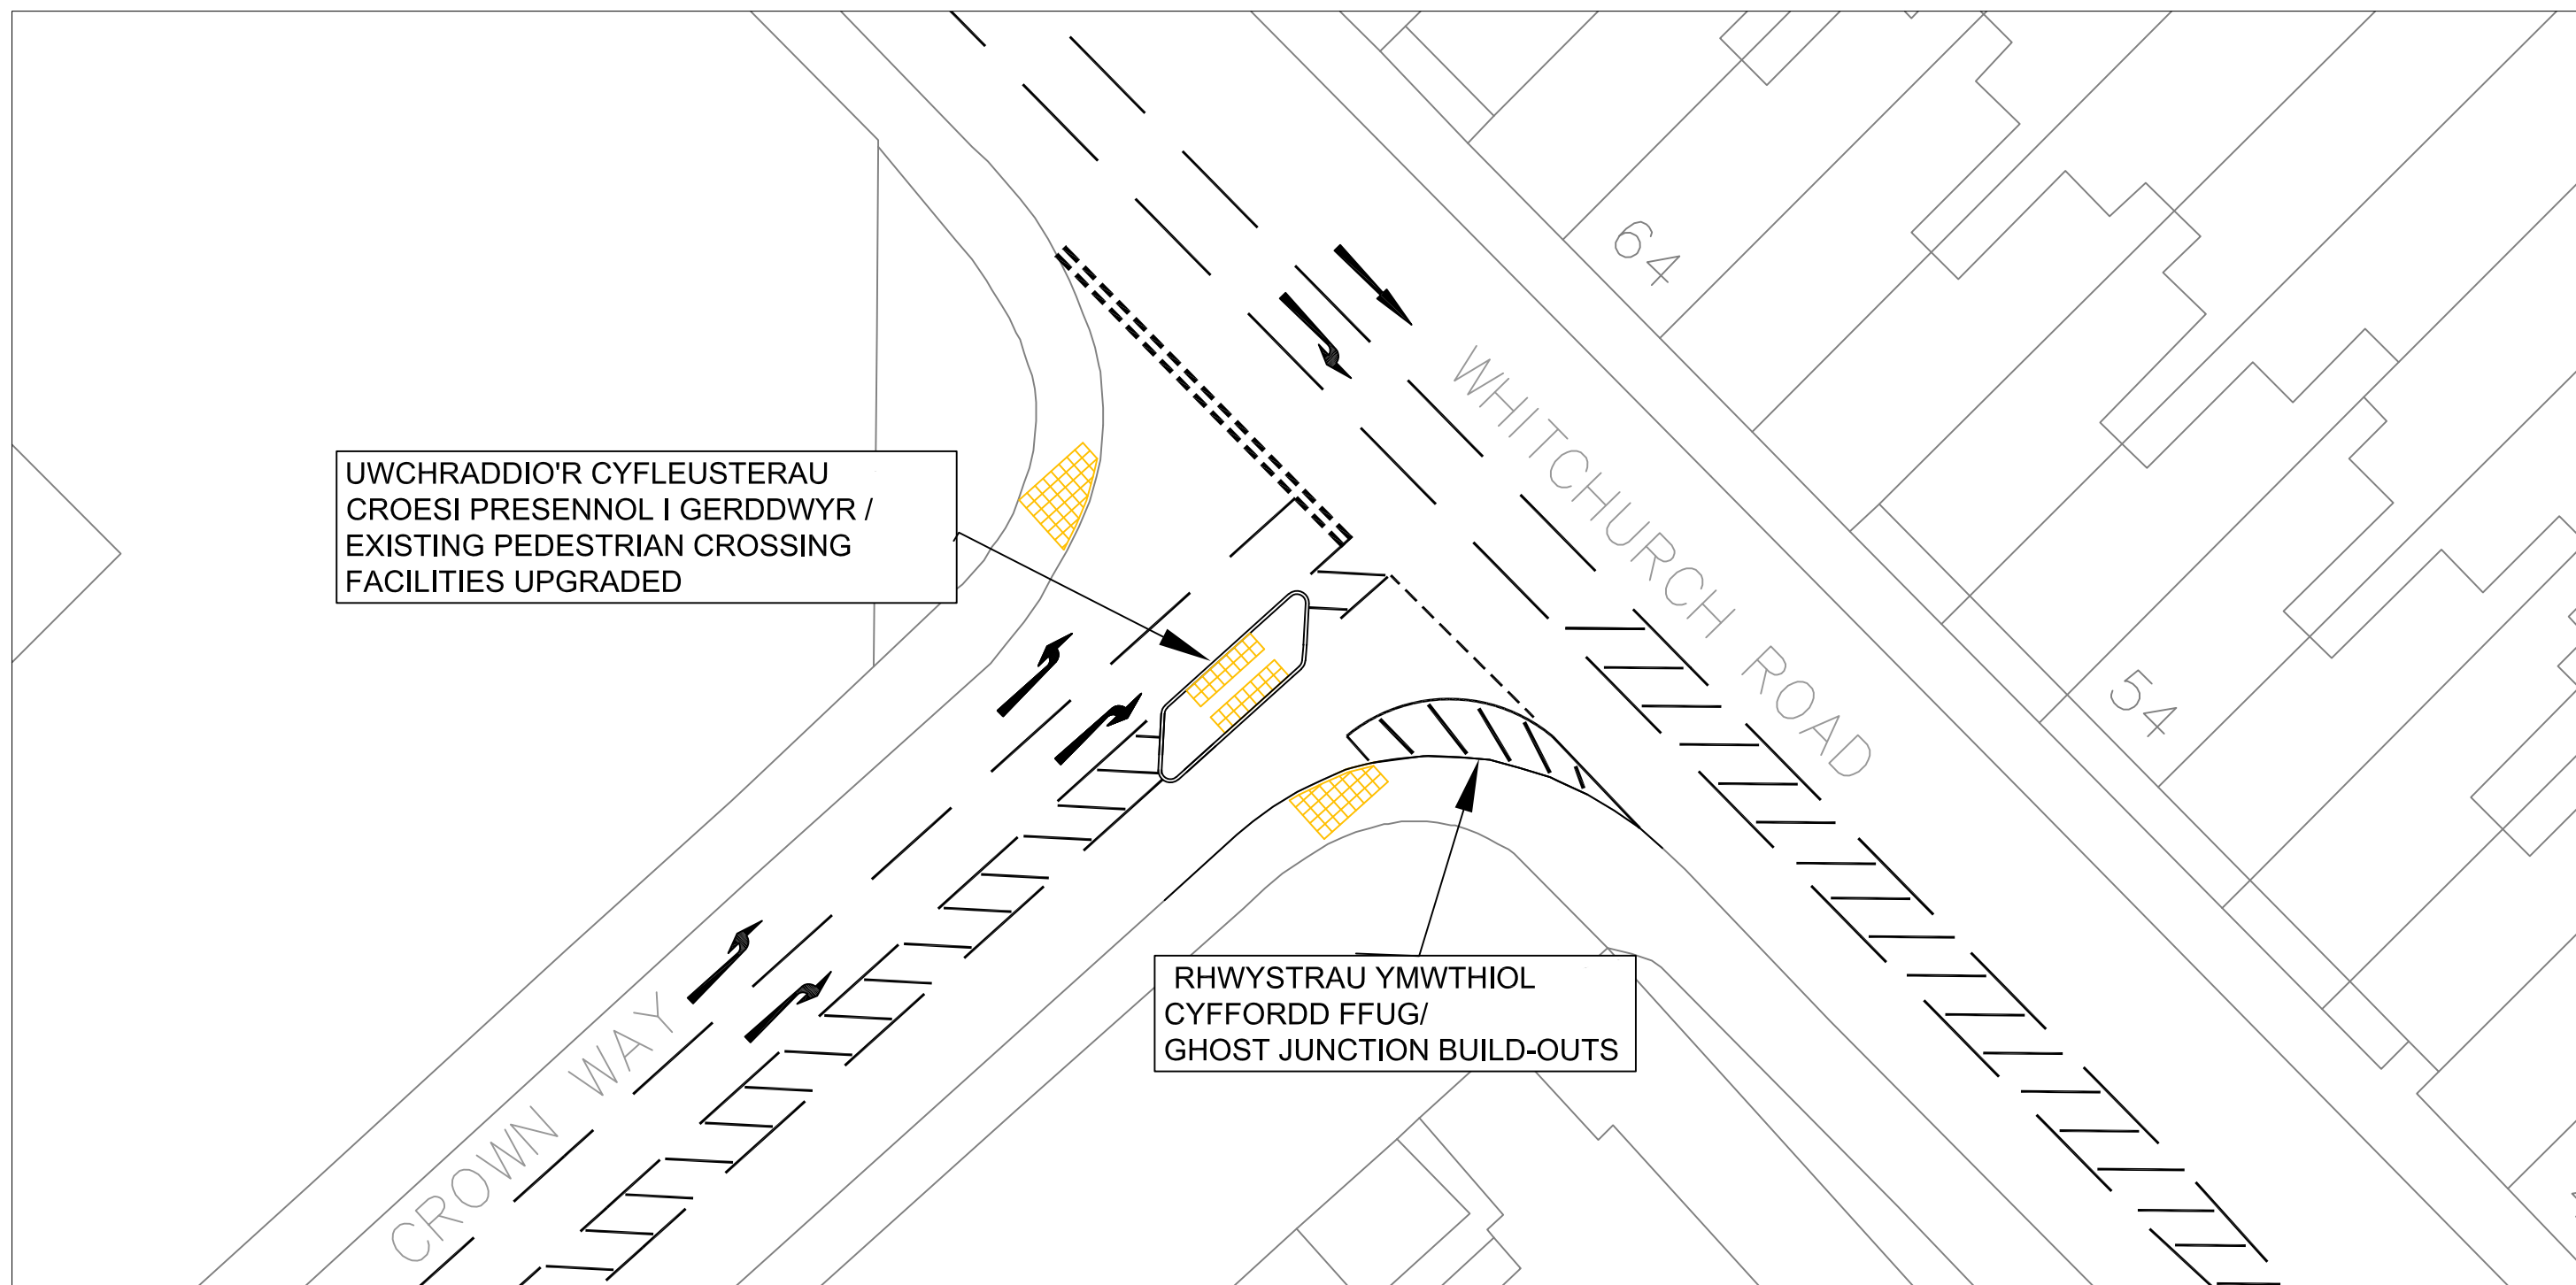 64
WHITCHURCH ROAD
UWCHRADDIO'R CYFLEUSTERAU
CROESI PRESENNOL I GERDDWYR /
EXISTING PEDESTRIAN CROSSING
FACILITIES UPGRADED
54
RHWYSTRAU YMWTHIOL
CYFFORDD FFUG/
GHOST JUNCTION BUILD-OUTS
CROWN WAY